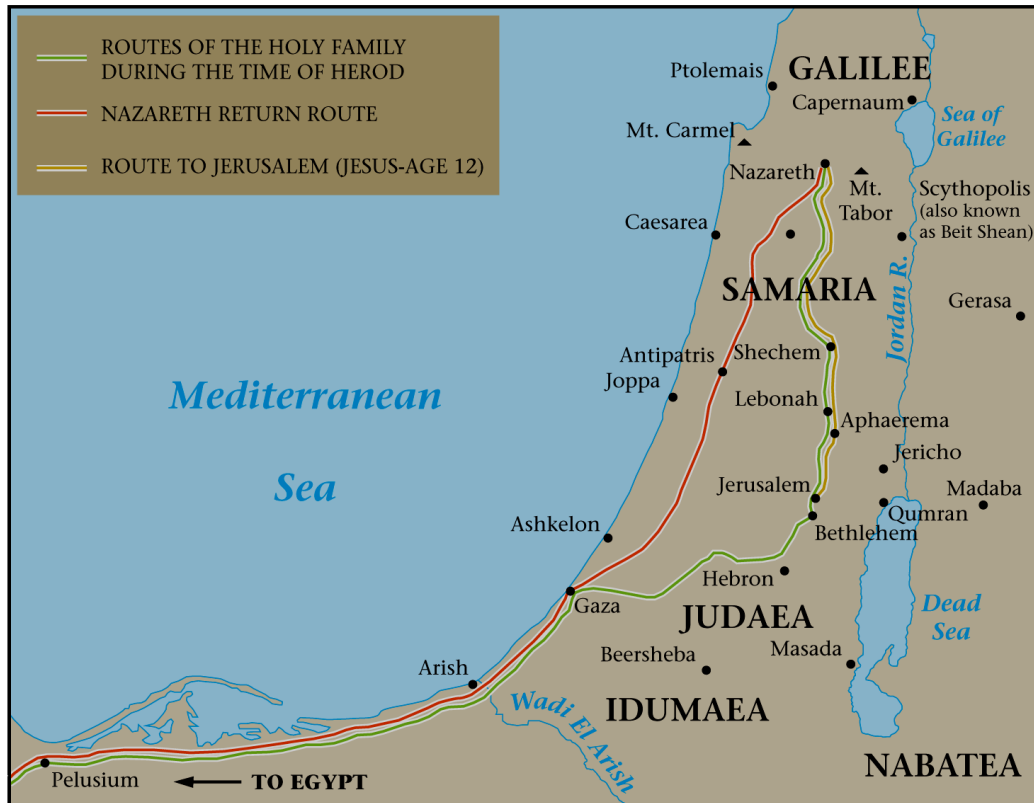 ROUTES OF THE HOLY FAMILY
DURING THE TIME OF HEROD
NAZARETH RETURN ROUTE
ROUTE TO JERUSALEM (JESUS-AGE 12)
Ptolemais
GALILEE
Capernaum
Sea of
Galilee
Mt. Carmel
Nazareth
Mt.
Tabor
Scythopolis
(also known
as Beit Shean)
Caesarea
SAMARIA
Jordan R.
Gerasa
Antipatris
Shechem
Joppa
Mediterranean
Sea
Lebonah
Aphaerema
Jericho
Jerusalem
Madaba
Qumran
Ashkelon
Bethlehem
Hebron
Gaza
JUDAEA
Dead
Sea
Beersheba
Masada
Arish
Wadi El Arish
IDUMAEA
NABATEA
Pelusium
TO EGYPT